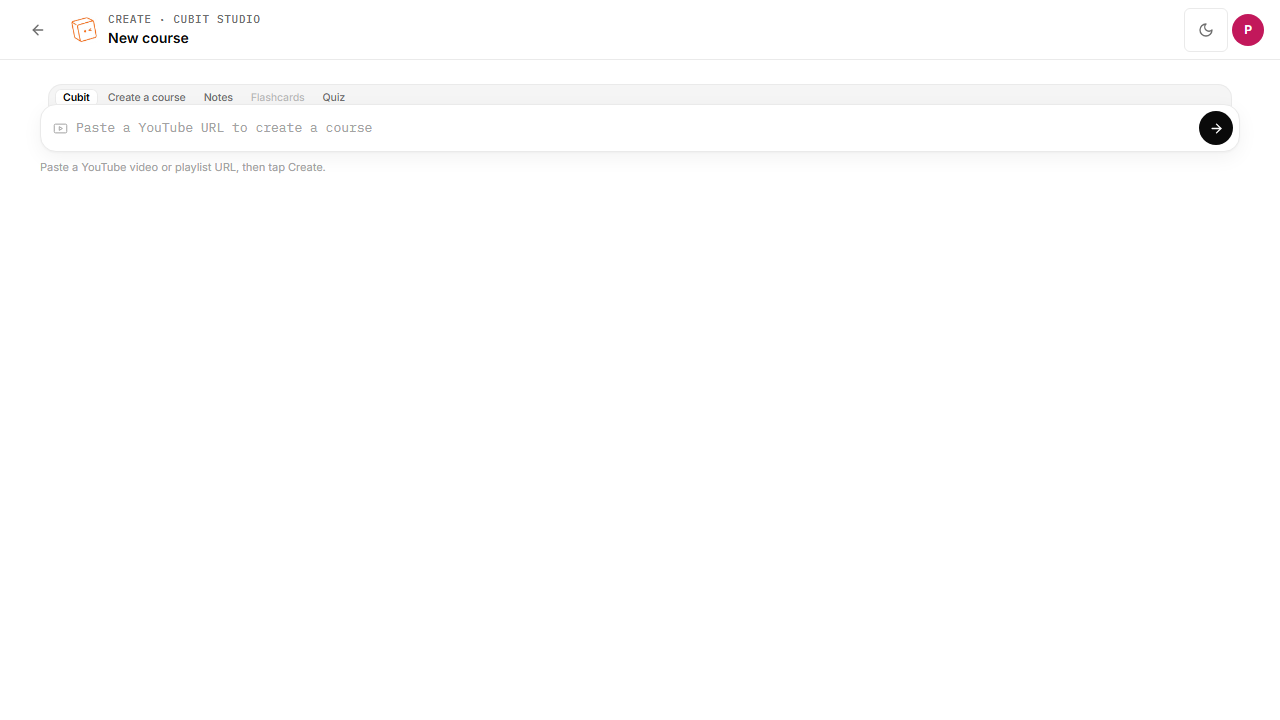 CREATE · CUBIT STUDIO
New course
P
Cubit Create a course Notes Flashcards Quiz
Paste a YouTube URL to create a course
Paste a YouTube video or playlist URL, then tap Create.